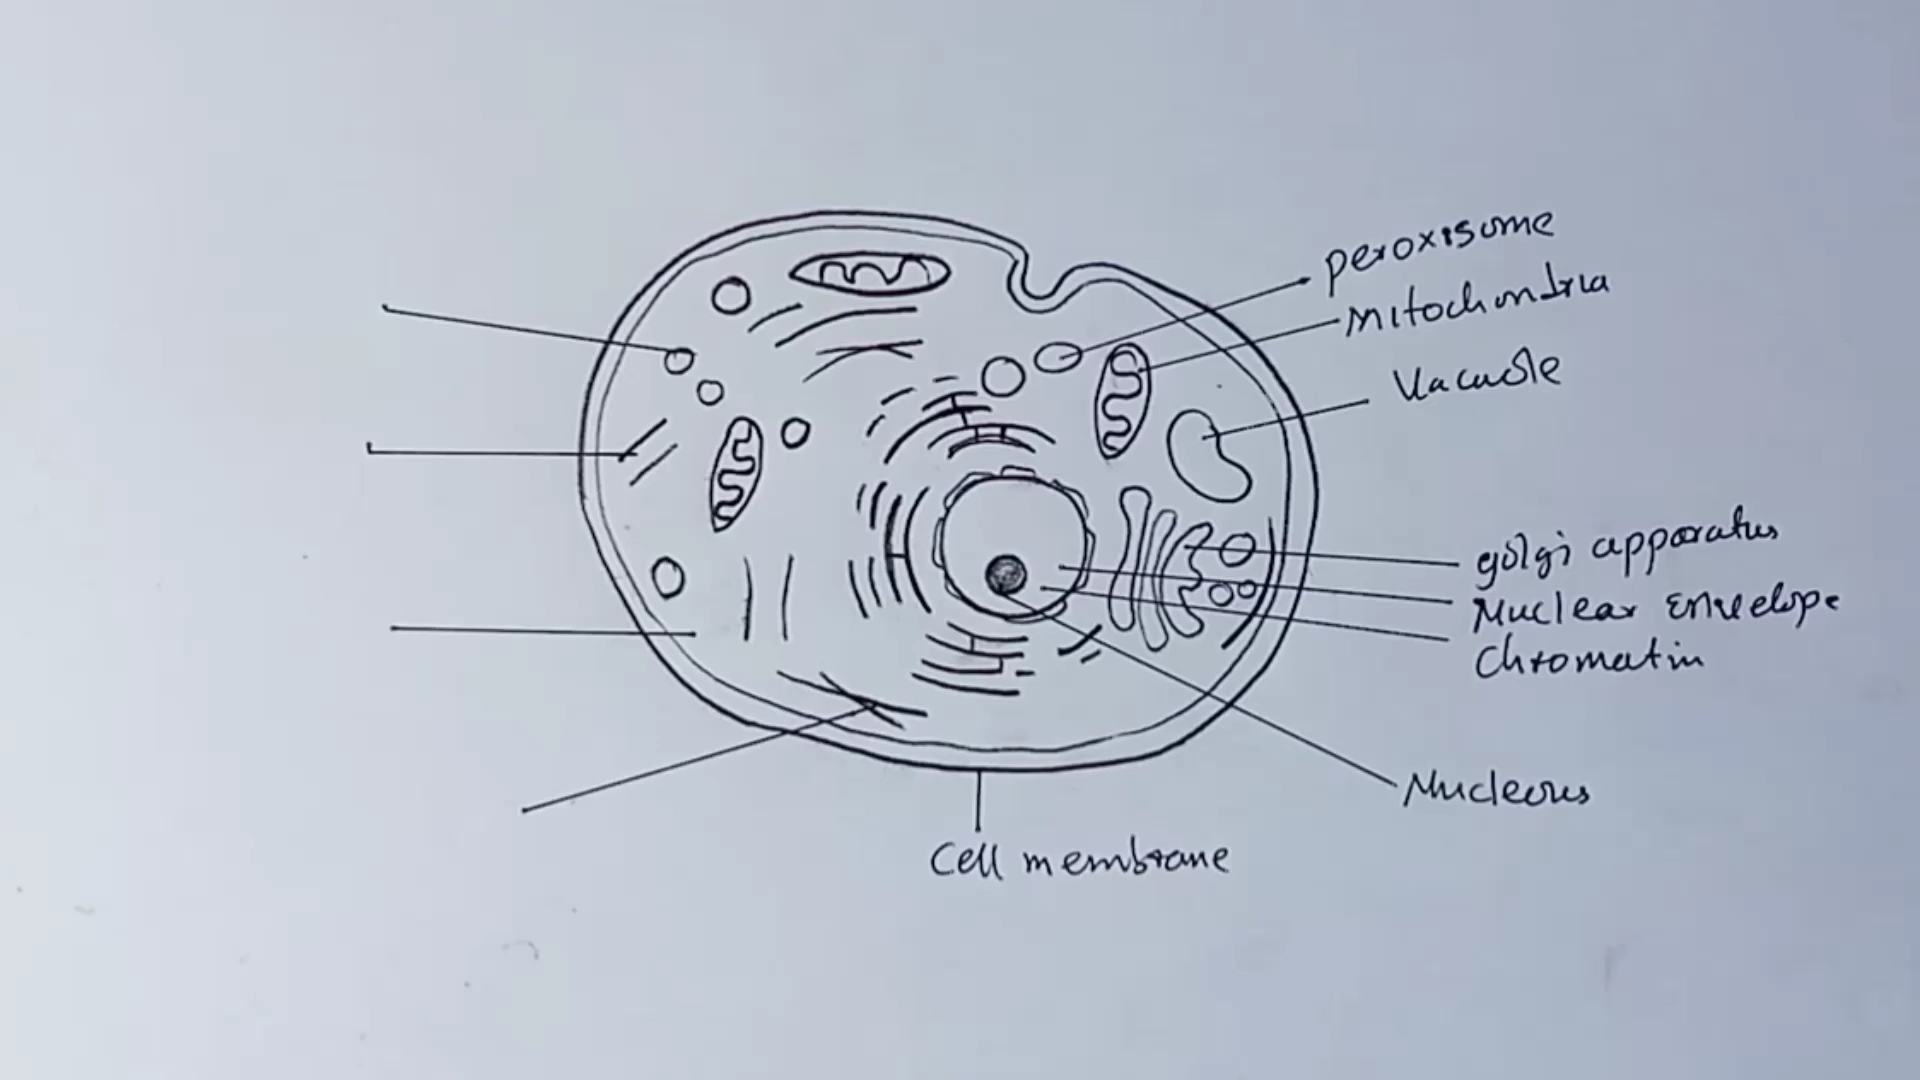 peroxisome
Mitochondria
Vacuole
golgi apparatus
Nuclear Envelope
Chromatin
Nucleous
Cell membrane